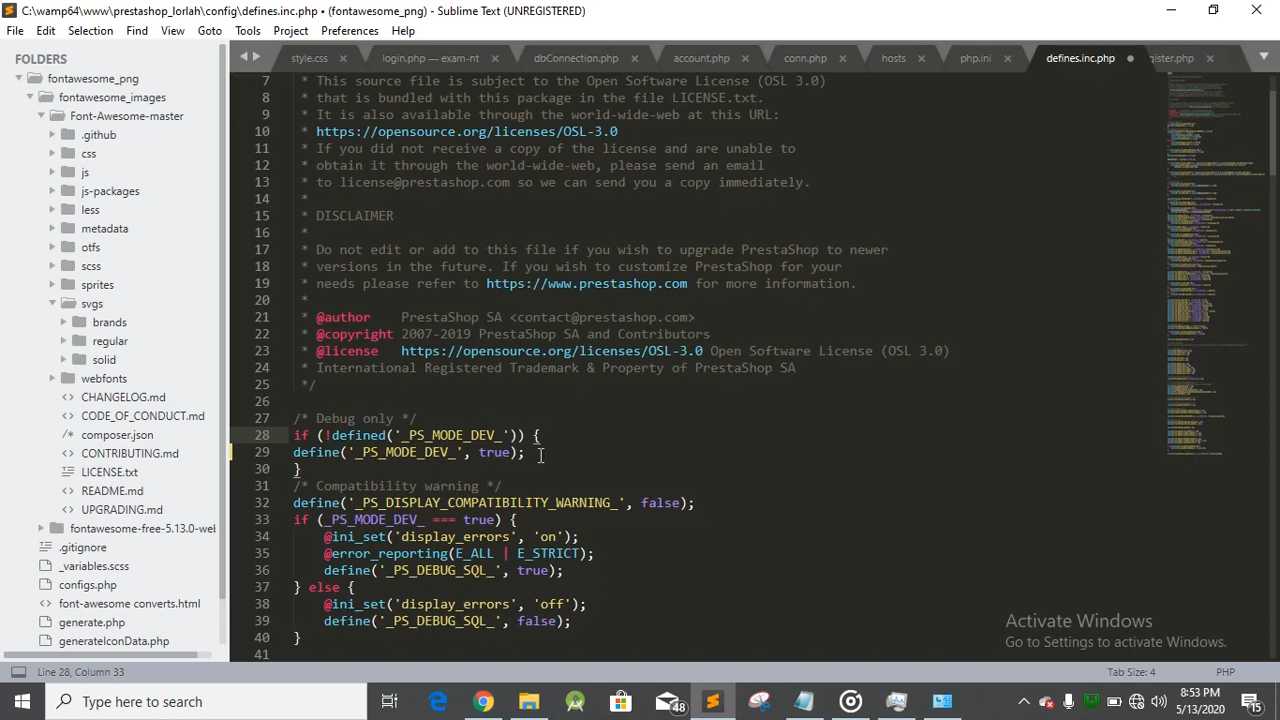 C:\wamp64\www\prestashop_lorlah\config\defines.inc.php • (fontawesome_png) - Sublime Text (UNREGISTERED)
File Edit Selection Find View Goto Tools Project Preferences Help
style.css login.php — exam-nt dbConnection.php account.php conn.php hosts php.ini defines.inc.php ister.php
FOLDERS
fontawesome_png
fontawesome_images
Font-Awesome-master
.github
css
js
js-packages
less
metadata
otfs
scss
sprites
svgs
brands
regular
solid
webfonts
CHANGELOG.md
CODE_OF_CONDUCT.md
composer.json
CONTRIBUTING.md
LICENSE.txt
README.md
UPGRADING.md
fontawesome-free-5.13.0-web
.gitignore
_variables.scss
configs.php
font-awesome converts.html
generate.php
generateIconData.php
7 * This source file is subject to the Open Software License (OSL 3.0)
8 * that is bundled with this package in the file LICENSE.txt.
9 * It is also available through the world-wide-web at this URL:
10 * https://opensource.org/licenses/OSL-3.0
11 * If you did not receive a copy of the license and are unable to
12 * obtain it through the world-wide-web, please send an email
13 * to license@prestashop.com so we can send you a copy immediately.
14 *
15 * DISCLAIMER
16 *
17 * Do not edit or add to this file if you wish to upgrade PrestaShop to newer
18 * versions in the future. If you wish to customize PrestaShop for your
19 * needs please refer to https://www.prestashop.com for more information.
20 *
21 * @author PrestaShop SA <contact@prestashop.com>
22 * @copyright 2007-2019 PrestaShop SA and Contributors
23 * @license https://opensource.org/licenses/OSL-3.0 Open Software License (OSL 3.0)
24 * International Registered Trademark & Property of PrestaShop SA
25 */
26
27 /* Debug only */
28 if (!defined('_PS_MODE_DEV_')) {
29 define('_PS_MODE_DEV_', true);
30 }
31 /* Compatibility warning */
32 define('_PS_DISPLAY_COMPATIBILITY_WARNING_', false);
33 if (_PS_MODE_DEV_ === true) {
34 @ini_set('display_errors', 'on');
35 @error_reporting(E_ALL | E_STRICT);
36 define('_PS_DEBUG_SQL_', true);
37 } else {
38 @ini_set('display_errors', 'off');
39 define('_PS_DEBUG_SQL_', false);
40 }
41
Activate Windows
Go to Settings to activate Windows.
Line 28, Column 33 Tab Size: 4 PHP
Type here to search
48
8:53 PM
5/13/2020
15